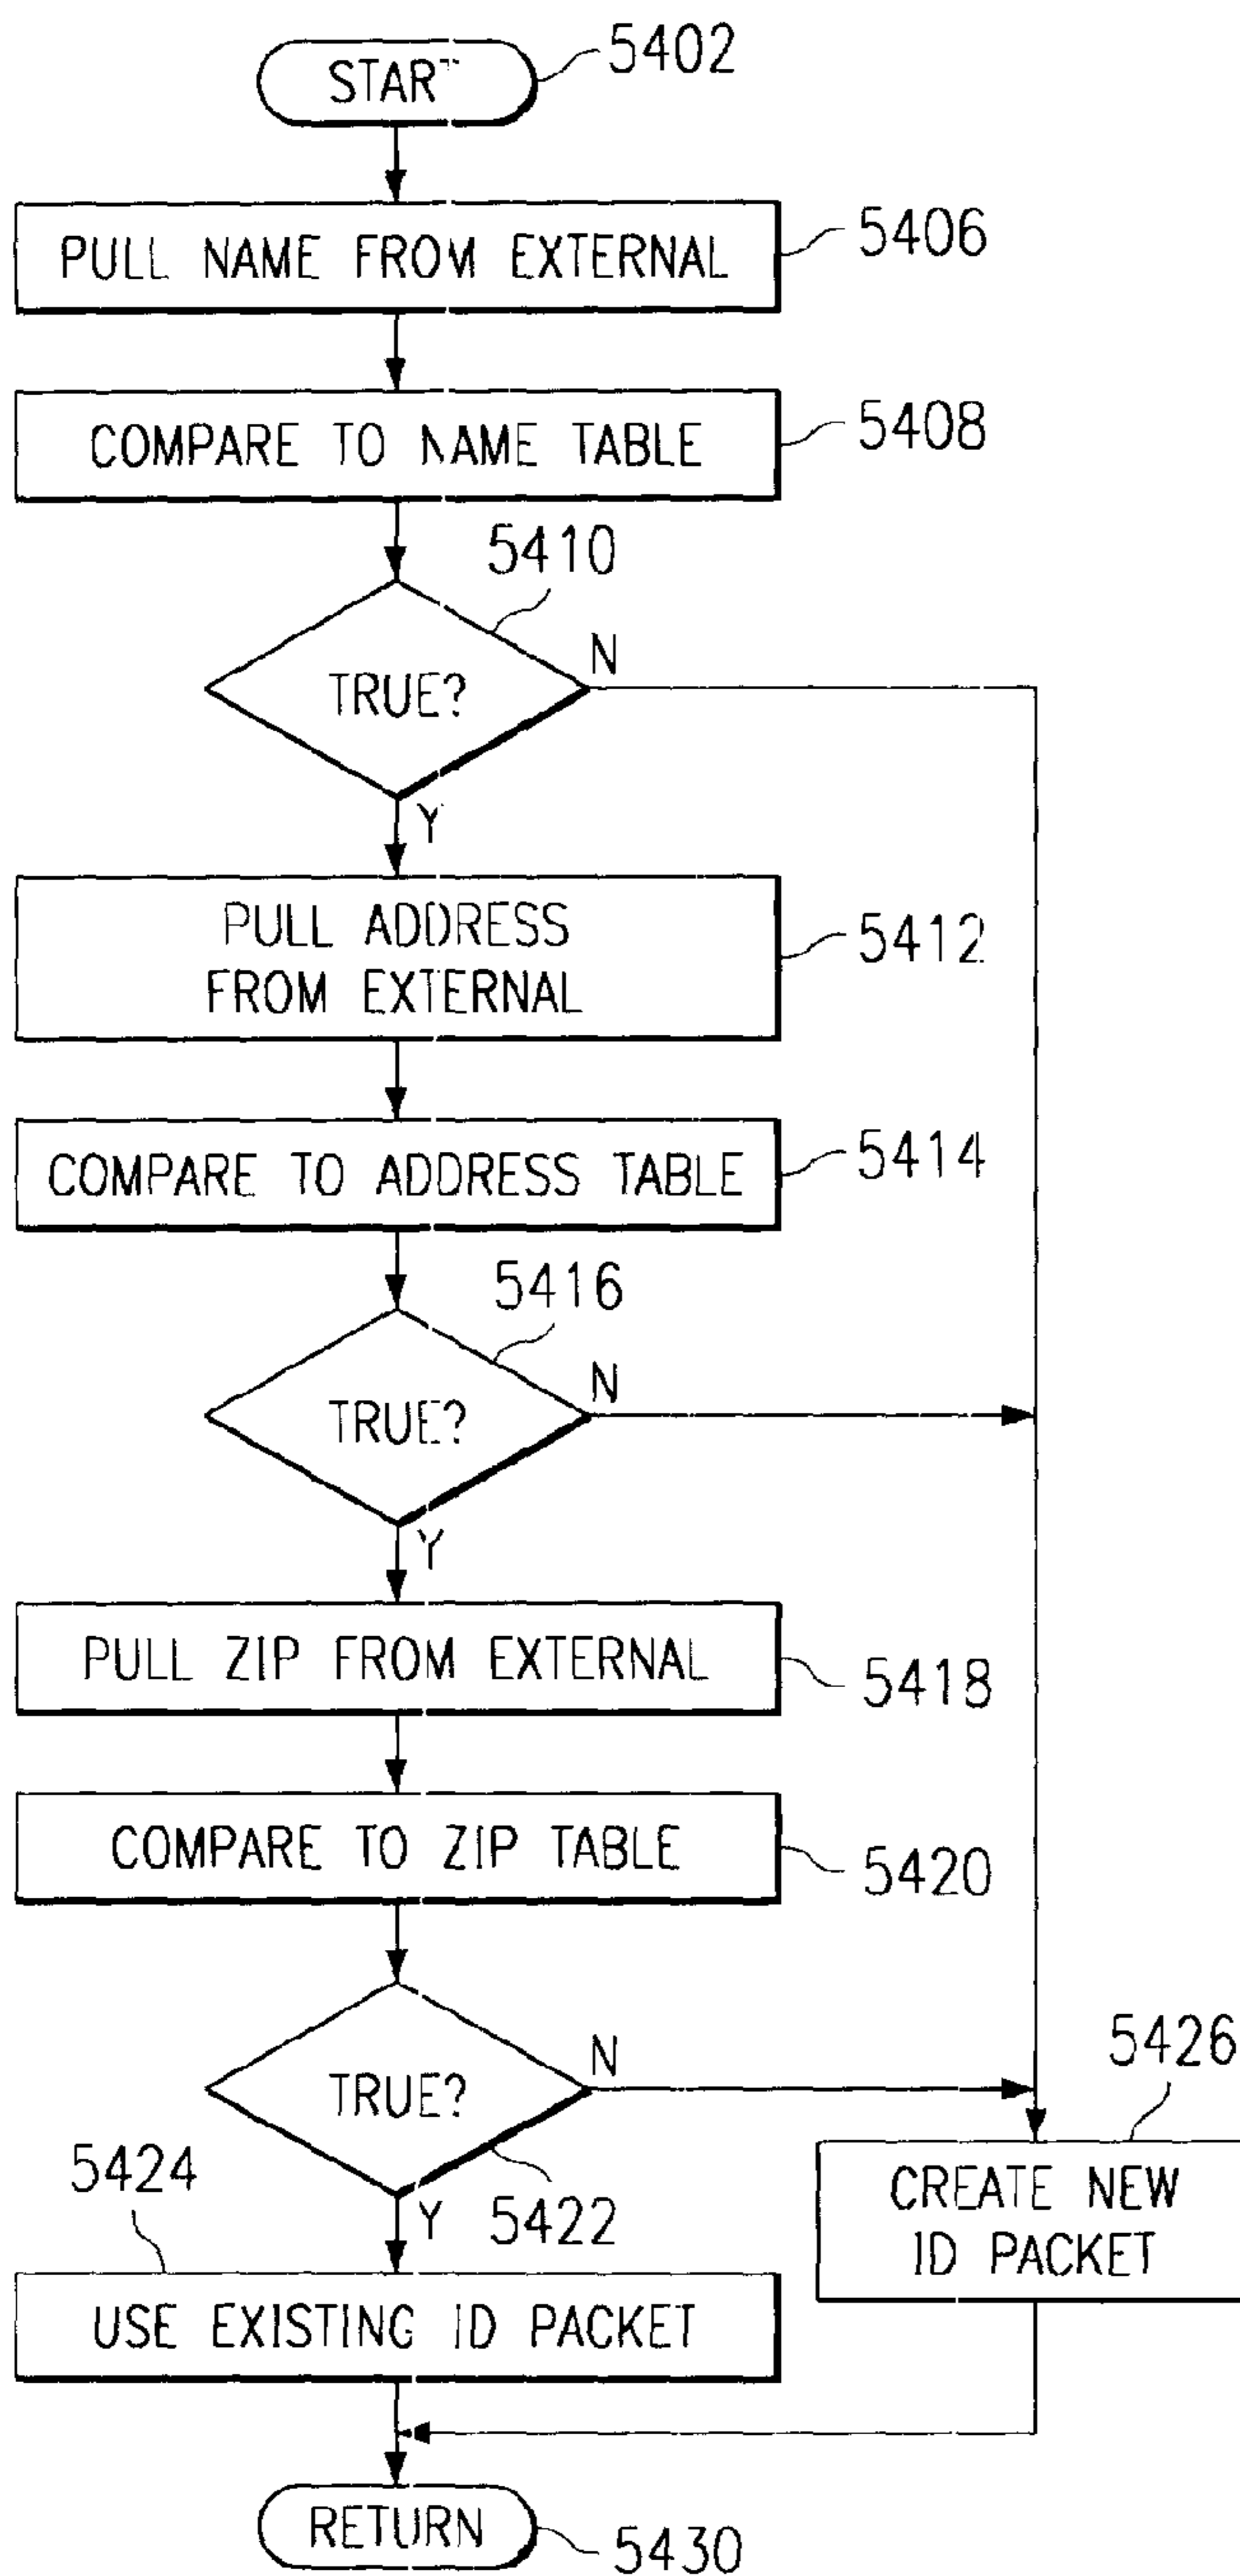 START
5402
PULL NAME FROM EXTERNAL
5406
COMPARE TO NAME TABLE
5408
5410
TRUE?
N
Y
PULL ADDRESS
FROM EXTERNAL
5412
COMPARE TO ADDRESS TABLE
5414
5416
TRUE?
N
Y
PULL ZIP FROM EXTERNAL
5418
COMPARE TO ZIP TABLE
5420
TRUE?
N
5422
Y
5424
USE EXISTING ID PACKET
5426
CREATE NEW
ID PACKET
RETURN
5430